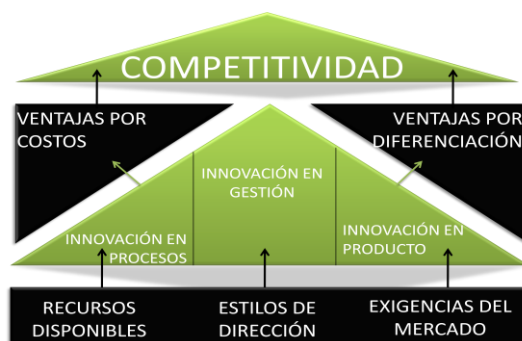 COMPETITIVIDAD
VENTAJAS POR
COSTOS
VENTAJAS POR
DIFERENCIACIÓN
INNOVACIÓN EN
GESTIÓN
INNOVACIÓN EN
PROCESOS
INNOVACIÓN EN
PRODUCTO
RECURSOS
DISPONIBLES
ESTILOS DE
DIRECCIÓN
EXIGENCIAS DEL
MERCADO